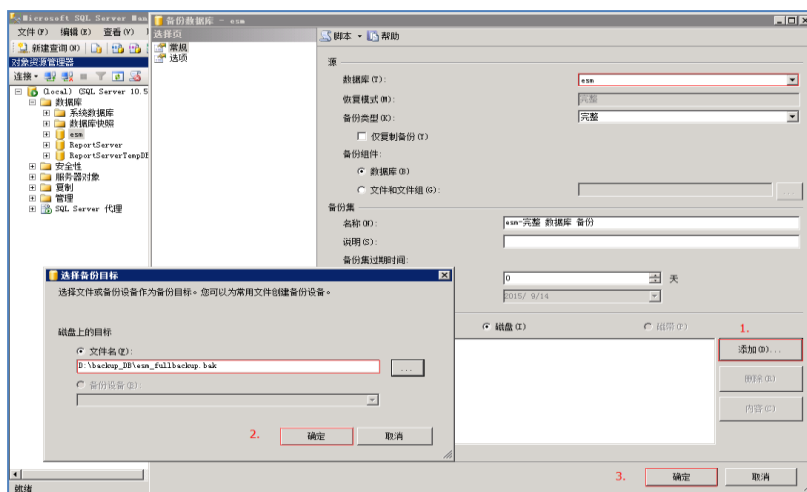 Microsoft SQL Server Man
文件(F) 编辑(E) 查看(V)
新建查询(N)
对象资源管理器
连接
(local) (SQL Server 10.5
数据库
系统数据库
数据库快照
esm
ReportServer
ReportServerTempDB
安全性
服务器对象
复制
管理
SQL Server 代理
就绪
备份数据库 - esm
选择页
常规
选项
脚本 帮助
源
数据库(T): esm
恢复模式(M): 完整
备份类型(K): 完整
仅复制备份(Y)
备份组件:
数据库(B)
文件和文件组(G): ...
备份集
名称(N): esm-完整 数据库 备份
说明(S):
备份集过期时间:
0 天
2015/ 9/14
磁盘(I) 磁带(P)
1.
添加(D)...
删除(R)
内容(C)
3. 确定 取消
选择备份目标
选择文件或备份设备作为备份目标。您可以为常用文件创建备份设备。
磁盘上的目标
文件名(F):
D:\backup_DB\esm_fullbackup.bak ...
备份设备(B):
2. 确定 取消